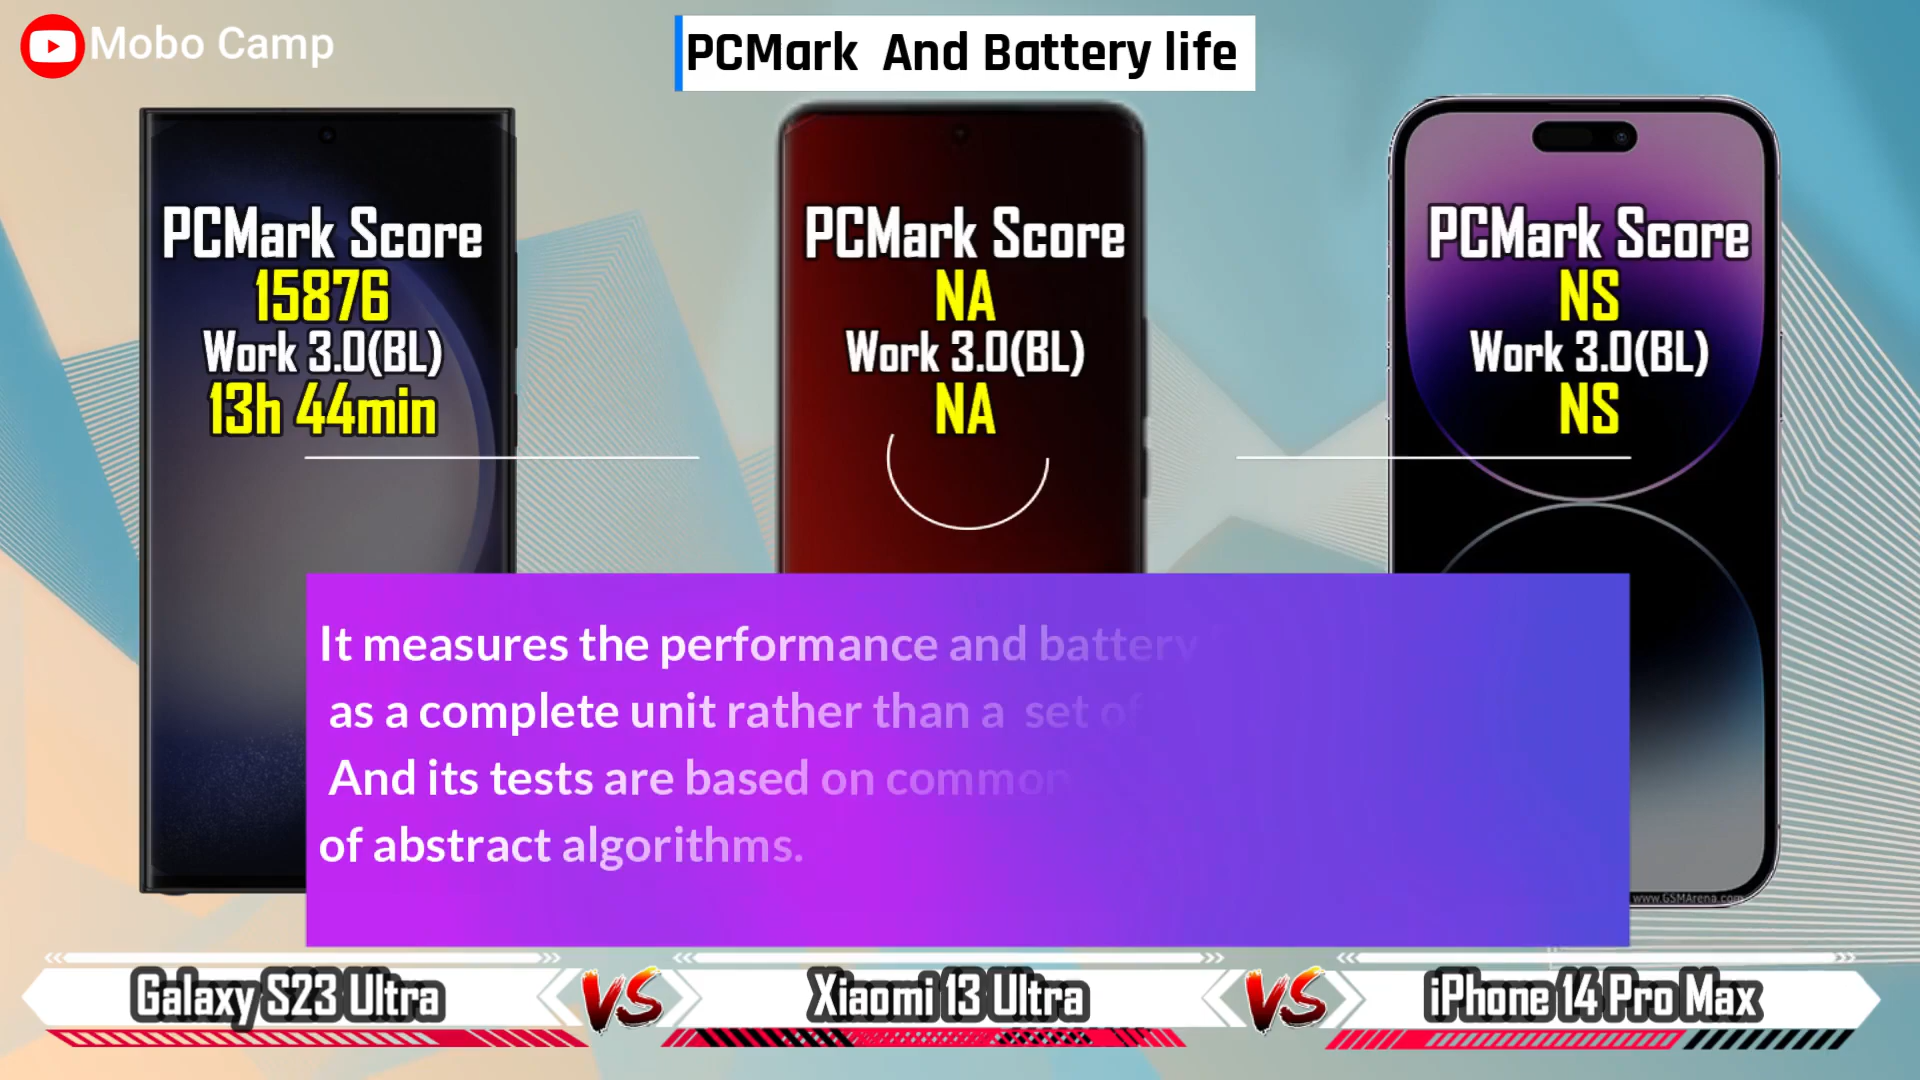 Mobo Camp
PCMark And Battery life
PCMark Score
15876
Work 3.0(BL)
13h 44min
PCMark Score
NA
Work 3.0(BL)
NA
PCMark Score
NS
Work 3.0(BL)
NS
It measures the performance and battery
as a complete unit rather than a set of
And its tests are based on common
of abstract algorithms.
www.GSMArena.com
Galaxy S23 Ultra
VS
Xiaomi 13 Ultra
VS
iPhone 14 Pro Max